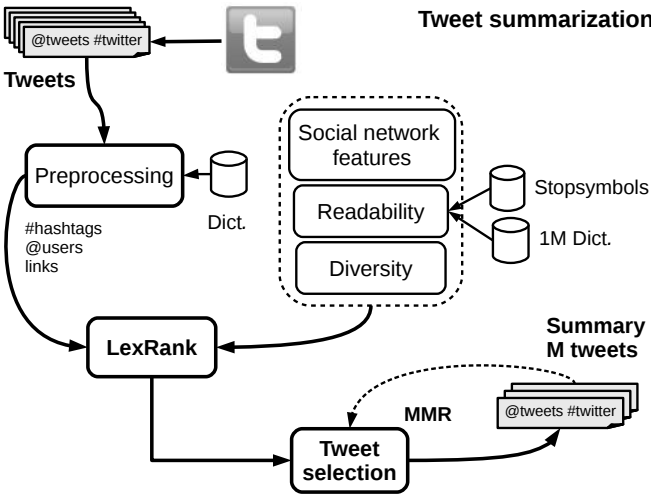 Tweet summarization
@tweets #twitter
t
Tweets
Social network
features
Preprocessing
Readability
Stopsymbols
Dict.
1M Dict.
#hashtags
@users
links
Diversity
LexRank
Summary
M tweets
MMR
@tweets #twitter
Tweet
selection